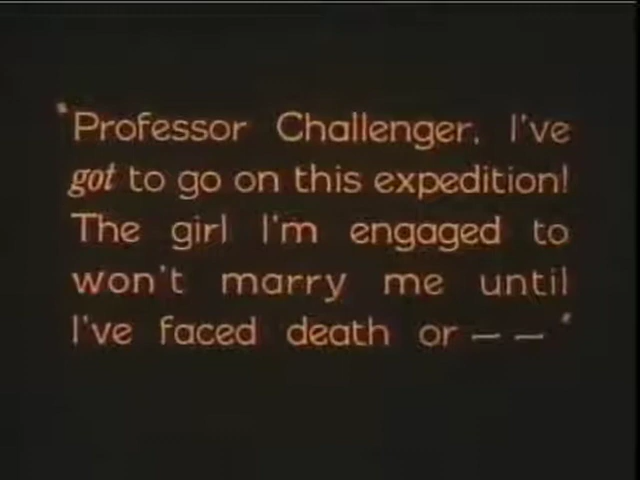 "Professor Challenger, I've
got to go on this expedition!
The girl I'm engaged to
won't marry me until
I've faced death or — — "